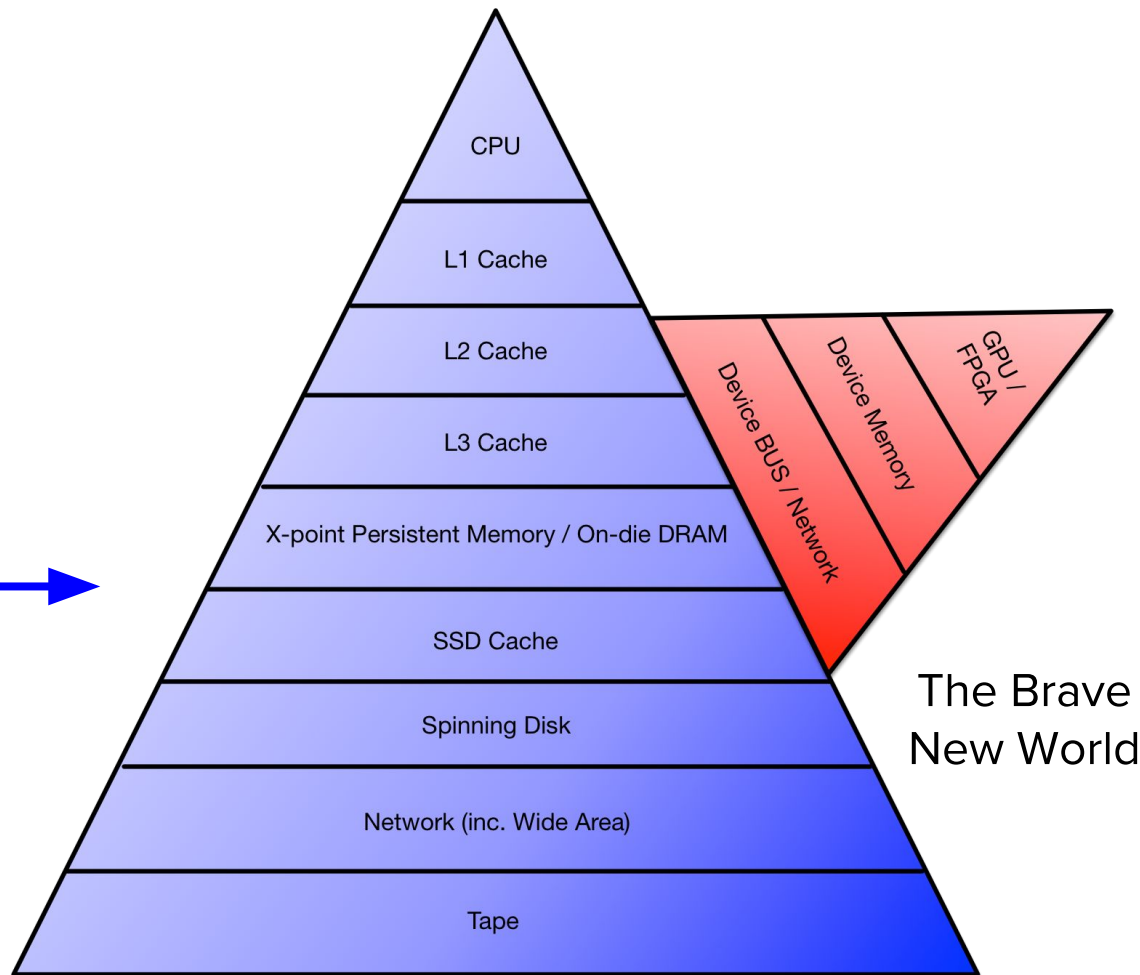 CPU
L1 Cache
L2 Cache
L3 Cache
X-point Persistent Memory / On-die DRAM
SSD Cache
Spinning Disk
Network (inc. Wide Area)
Tape
Device BUS / Network
Device Memory
GPU /
FPGA
The Brave
New World